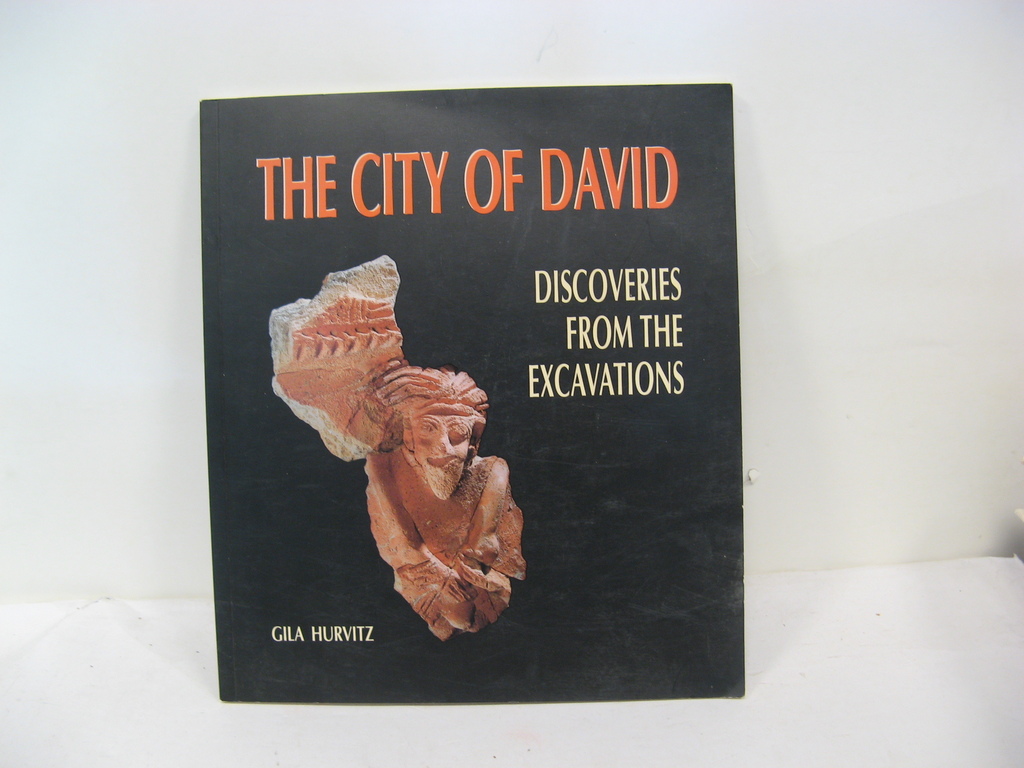 THE CITY OF DAVID
DISCOVERIES
FROM THE
EXCAVATIONS
GILA HURVITZ